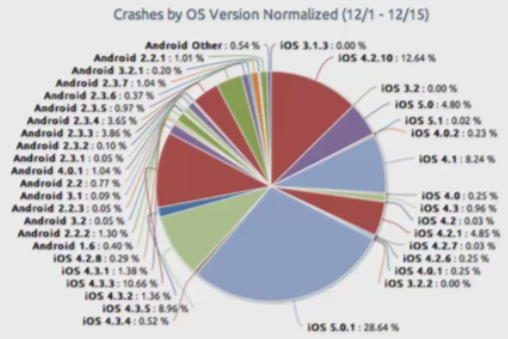 Crashes by OS Version Normalized (12/1 - 12/15)
Android Other : 0.54 %
Android 2.2.1 : 1.01 %
Android 3.2.1 : 0.20 %
Android 2.3.7 : 1.04 %
Android 2.3.6 : 0.37 %
Android 2.3.5 : 0.97 %
Android 2.3.4 : 3.65 %
Android 2.3.3 : 3.86 %
Android 2.3.2 : 0.10 %
Android 2.3.1 : 0.05 %
Android 4.0.1 : 1.04 %
Android 2.2 : 0.77 %
Android 3.1 : 0.09 %
Android 2.2.3 : 0.05 %
Android 3.2 : 0.05 %
Android 2.2.2 : 1.30 %
Android 1.6 : 0.40 %
iOS 4.2.8 : 0.29 %
iOS 4.3.1 : 1.38 %
iOS 4.3.3 : 10.66 %
iOS 4.3.2 : 1.36 %
iOS 4.3.5 : 8.96 %
iOS 4.3.4 : 0.52 %
iOS 3.1.3 : 0.00 %
iOS 4.2.10 : 12.64 %
iOS 3.2 : 0.00 %
iOS 5.0 : 4.80 %
iOS 5.1 : 0.02 %
iOS 4.0.2 : 0.23 %
iOS 4.1 : 8.24 %
iOS 4.0 : 0.25 %
iOS 4.3 : 0.96 %
iOS 4.2 : 0.03 %
iOS 4.2.1 : 4.85 %
iOS 4.2.7 : 0.03 %
iOS 4.2.6 : 0.25 %
iOS 4.0.1 : 0.25 %
iOS 3.2.2 : 0.00 %
iOS 5.0.1 : 28.64 %